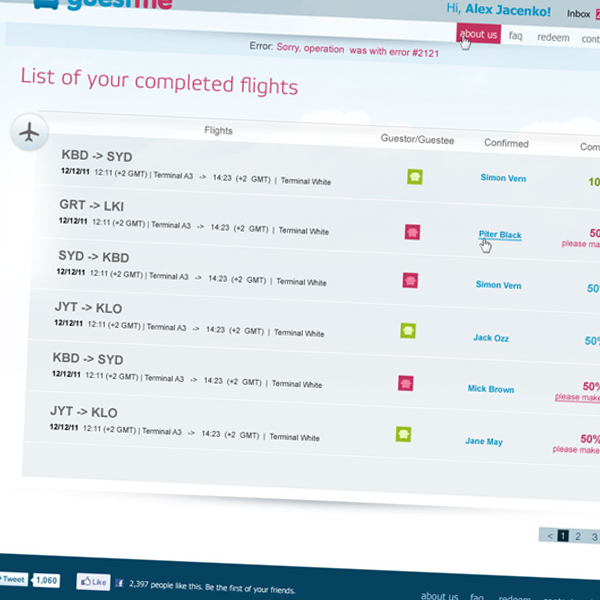 guestme
Hi, Alex Jacenko!
Inbox
about us faq redeem
Error: Sorry, operation was with error #2121
List of your completed flights
Flights Guestor/Guestee Confirmed
KBD -> SYD
12/12/11 12:11 (+2 GMT) | Terminal A3 -> 14:23 (+2 GMT) | Terminal White Simon Vern
GRT -> LKI
12/12/11 12:11 (+2 GMT) | Terminal A3 -> 14:23 (+2 GMT) | Terminal White Piter Black
please
SYD -> KBD
12/12/11 12:11 (+2 GMT) | Terminal A3 -> 14:23 (+2 GMT) | Terminal White Simon Vern 50%
JYT -> KLO
12/12/11 12:11 (+2 GMT) | Terminal A3 -> 14:23 (+2 GMT) | Terminal White Jack Ozz 50%
KBD -> SYD
12/12/11 12:11 (+2 GMT) | Terminal A3 -> 14:23 (+2 GMT) | Terminal White Mick Brown 50%
please make
JYT -> KLO
12/12/11 12:11 (+2 GMT) | Terminal A3 -> 14:23 (+2 GMT) | Terminal White Jane May 50%
please make
< 1 2 3
Tweet 1,060 Like 2,397 people like this. Be the first of your friends.
about us faq redeem